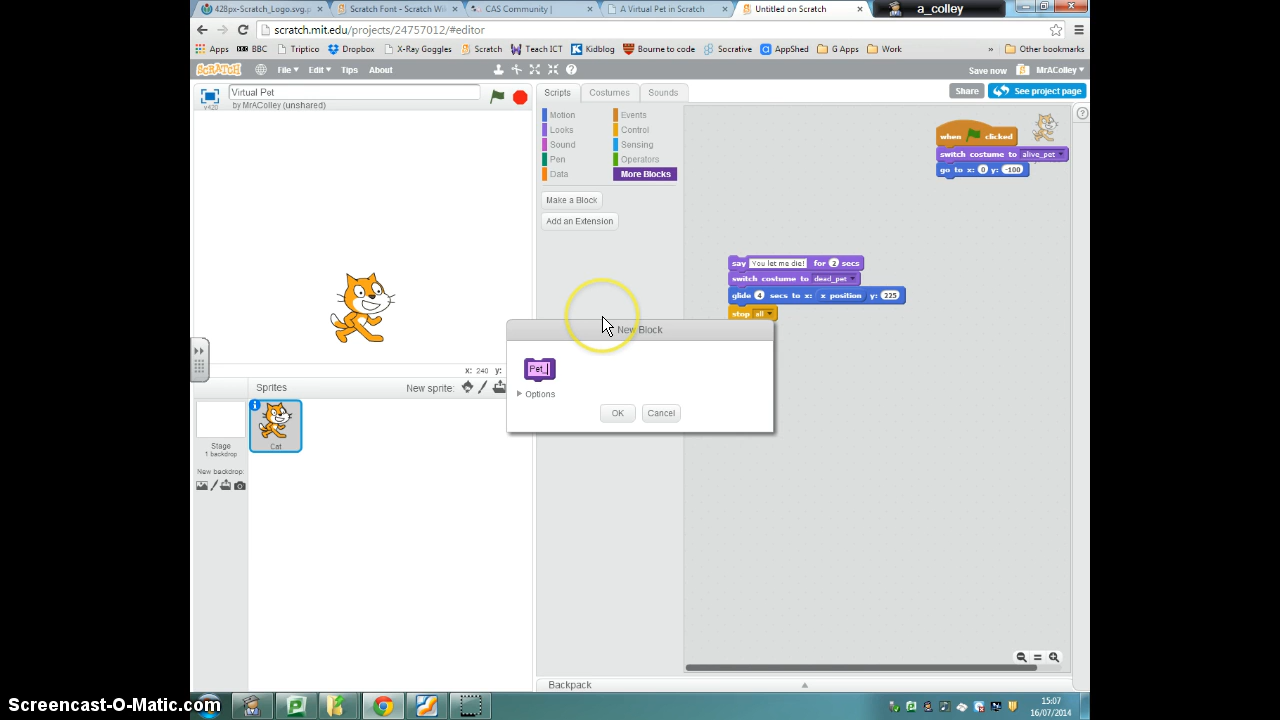 428px-Scratch_Logo.svg.p
Scratch Font - Scratch Wi
CAS Community |
A Virtual Pet in Scratch
Untitled on Scratch
a_colley
scratch.mit.edu/projects/24757012/#editor
Apps
BBC
Triptico
Dropbox
X-Ray Goggles
Scratch
Teach ICT
Kidblog
Bourne to code
Socrative
AppShed
G Apps
Work
»
Other bookmarks
SCRATCH
File
Edit
Tips
About
Save now
MrAColley
Virtual Pet
by MrAColley (unshared)
v420
Scripts
Costumes
Sounds
Share
See project page
Motion
Events
Looks
Control
Sound
Sensing
Pen
Operators
Data
More Blocks
Make a Block
Add an Extension
when clicked
switch costume to alive_pet
go to x: 0 y: -100
say You let me die! for 2 secs
switch costume to dead_pet
glide 4 secs to x: x position y: 225
stop all
New Block
Pet_
Options
OK
Cancel
x: 240 y:
Sprites
New sprite:
Stage
1 backdrop
New backdrop:
Cat
Backpack
15:07
16/07/2014
Screencast-O-Matic.com